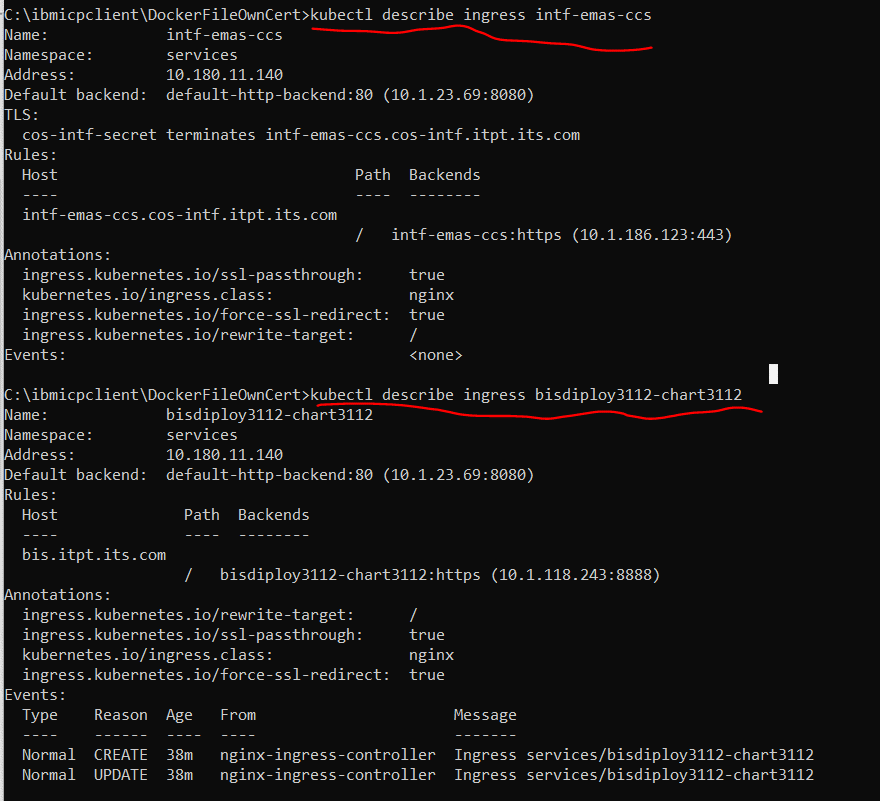 C:\ibmicpclient\DockerFileOwnCert>kubectl describe ingress intf-emas-ccs
Name: intf-emas-ccs
Namespace: services
Address: 10.180.11.140
Default backend: default-http-backend:80 (10.1.23.69:8080)
TLS:
cos-intf-secret terminates intf-emas-ccs.cos-intf.itpt.its.com
Rules:
Host Path Backends
---- ---- --------
intf-emas-ccs.cos-intf.itpt.its.com
/ intf-emas-ccs:https (10.1.186.123:443)
Annotations:
ingress.kubernetes.io/ssl-passthrough: true
kubernetes.io/ingress.class: nginx
ingress.kubernetes.io/force-ssl-redirect: true
ingress.kubernetes.io/rewrite-target: /
Events: <none>
C:\ibmicpclient\DockerFileOwnCert>kubectl describe ingress bisdiploy3112-chart3112
Name: bisdiploy3112-chart3112
Namespace: services
Address: 10.180.11.140
Default backend: default-http-backend:80 (10.1.23.69:8080)
Rules:
Host Path Backends
---- ---- --------
bis.itpt.its.com
/ bisdiploy3112-chart3112:https (10.1.118.243:8888)
Annotations:
ingress.kubernetes.io/rewrite-target: /
ingress.kubernetes.io/ssl-passthrough: true
kubernetes.io/ingress.class: nginx
ingress.kubernetes.io/force-ssl-redirect: true
Events:
Type Reason Age From Message
---- ------ ---- ---- -------
Normal CREATE 38m nginx-ingress-controller Ingress services/bisdiploy3112-chart3112
Normal UPDATE 38m nginx-ingress-controller Ingress services/bisdiploy3112-chart3112